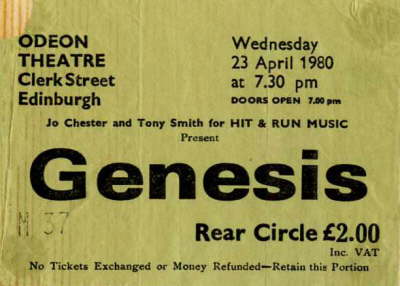 ODEON
THEATRE
Clerk Street
Edinburgh
Wednesday
23 April 1980
at 7.30 pm
DOORS OPEN 7.00 pm
Jo Chester and Tony Smith for HIT & RUN MUSIC
Present
Genesis
M 37
Rear Circle £2.00
Inc. VAT
No Tickets Exchanged or Money Refunded—Retain this Portion